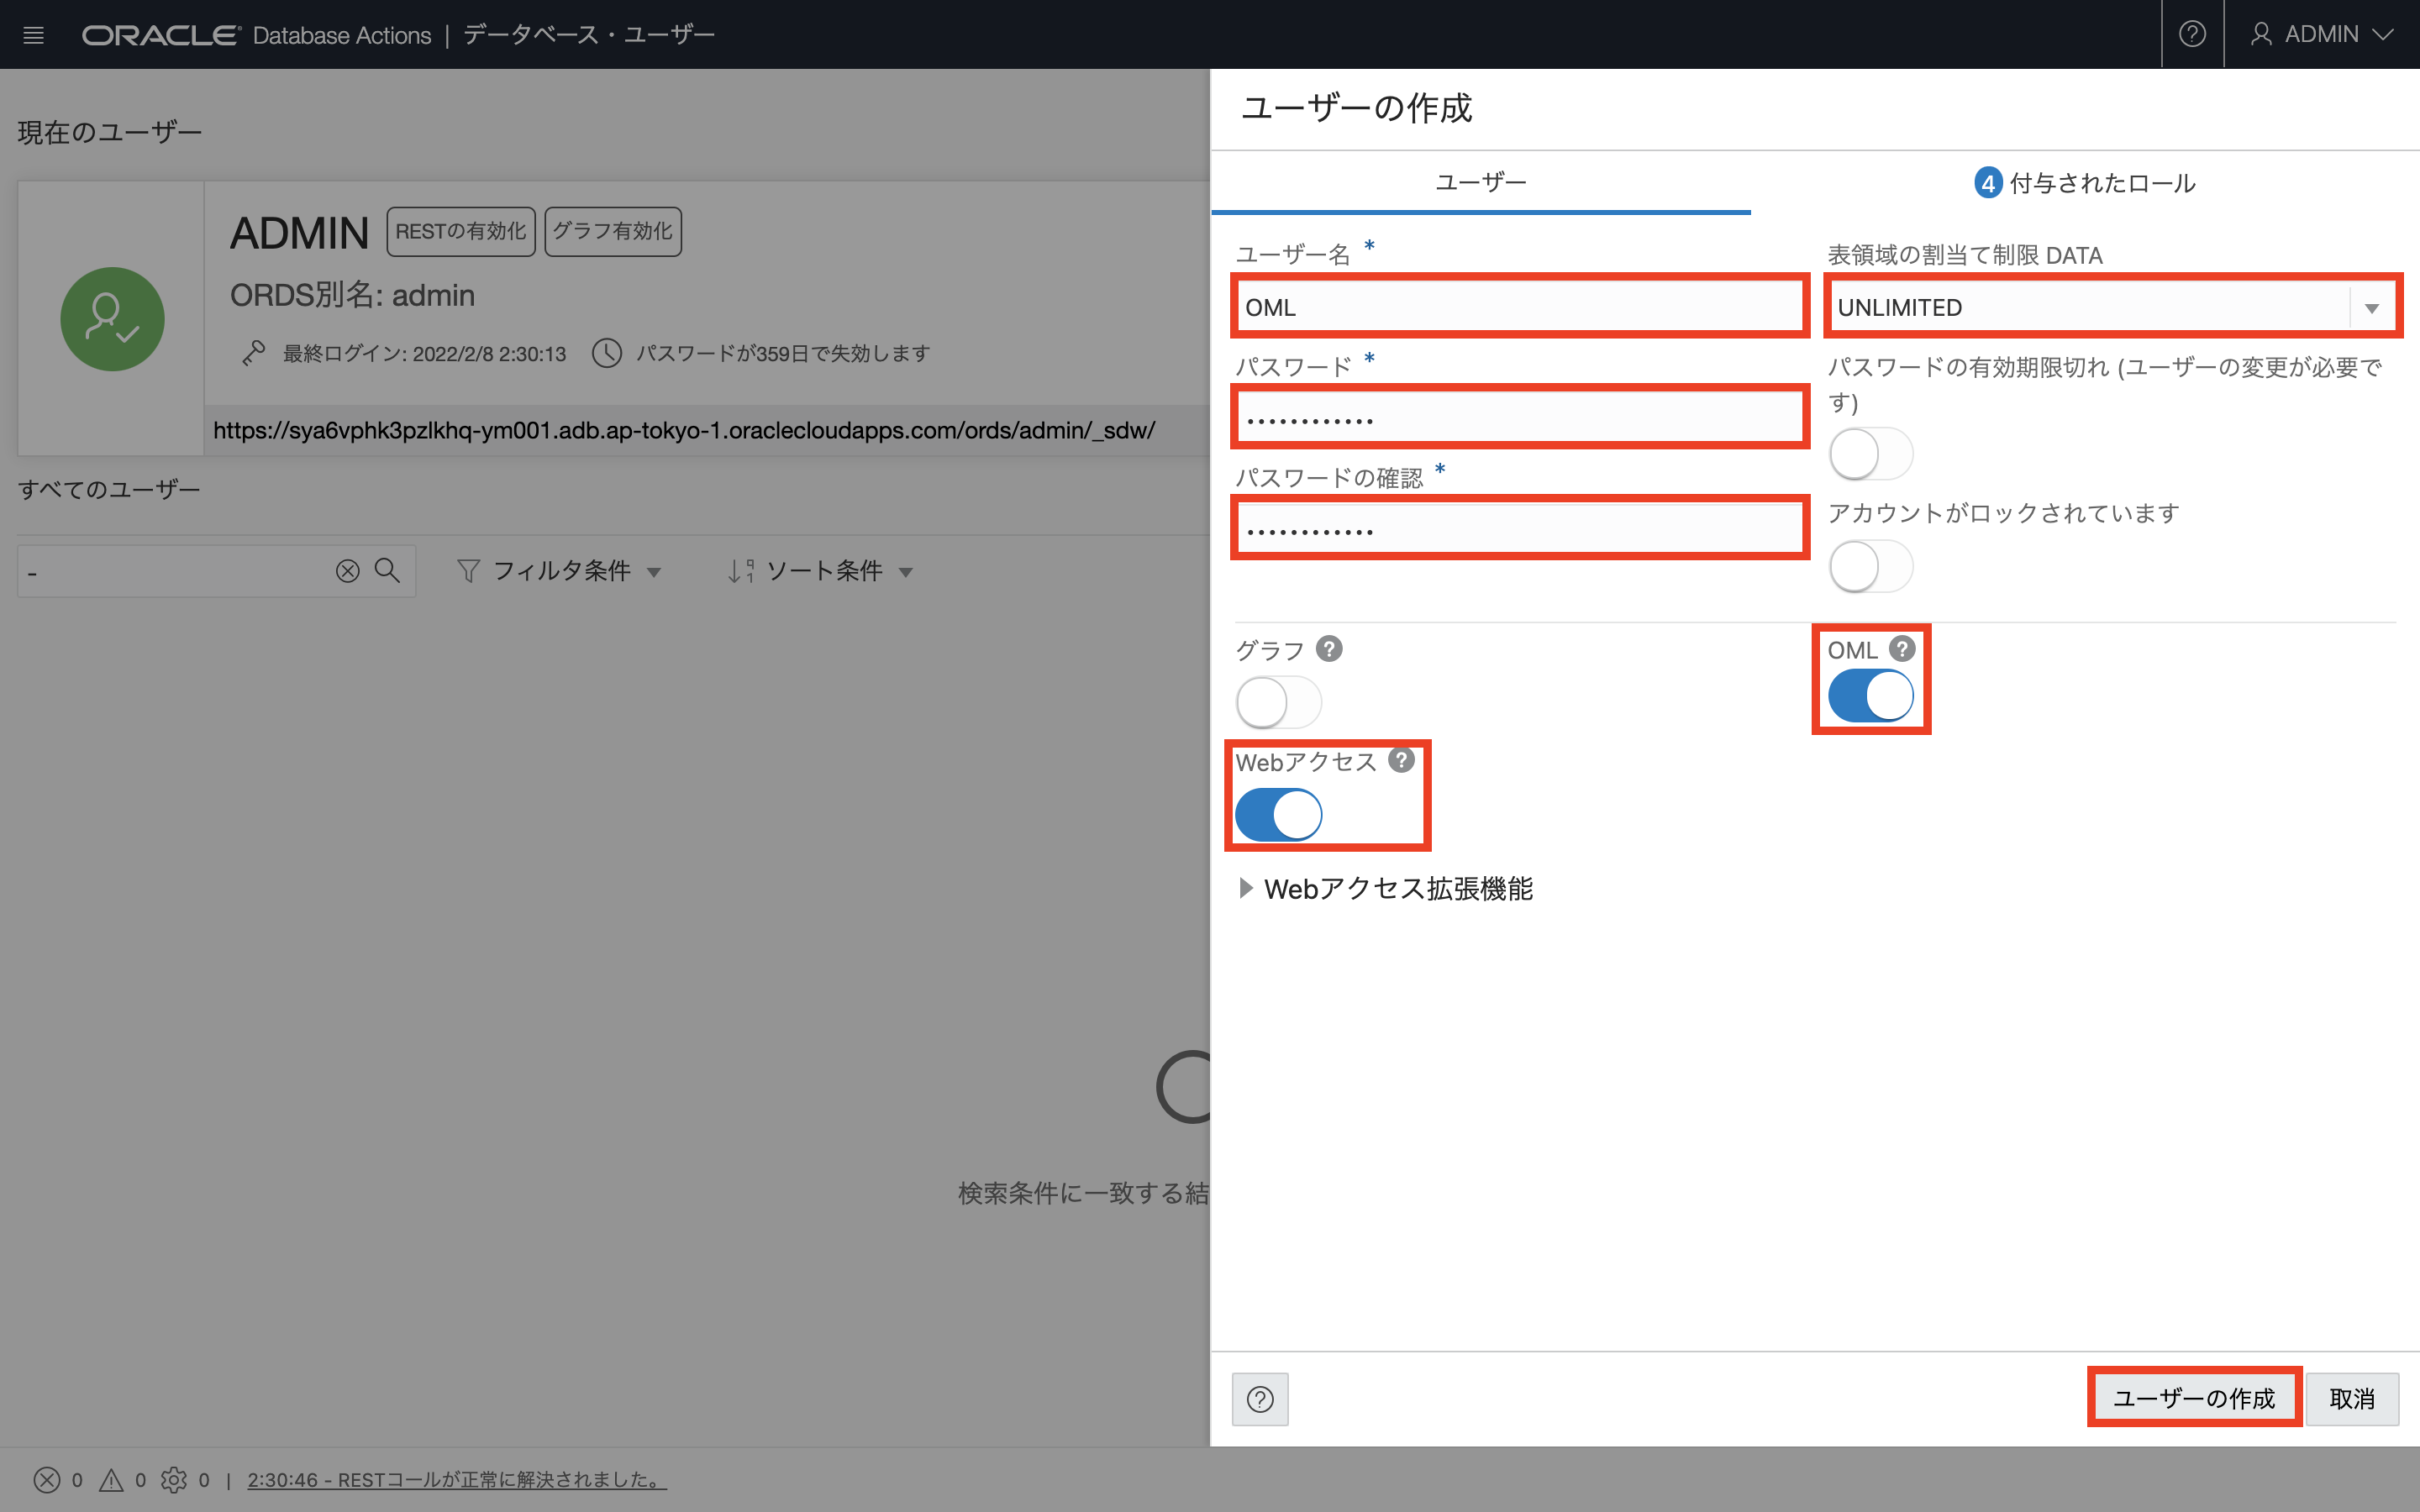 ORACLE Database Actions | データベース・ユーザー
ADMIN
現在のユーザー
ADMIN RESTの有効化 グラフ有効化
ORDS別名: admin
最終ログイン: 2022/2/8 2:30:13 パスワードが359日で失効します
https://sya6vphk3pzlkhq-ym001.adb.ap-tokyo-1.oraclecloudapps.com/ords/admin/_sdw/
すべてのユーザー
-
フィルタ条件
ソート条件
検索条件に一致する結
ユーザーの作成
ユーザー
4 付与されたロール
ユーザー名 *
OML
表領域の割当て制限 DATA
UNLIMITED
パスワード *
••••••••••••
パスワードの有効期限切れ (ユーザーの変更が必要で
す)
パスワードの確認 *
••••••••••••
アカウントがロックされています
グラフ ?
OML ?
Webアクセス ?
Webアクセス拡張機能
?
ユーザーの作成
取消
0 0 0 | 2:30:46 - RESTコールが正常に解決されました。